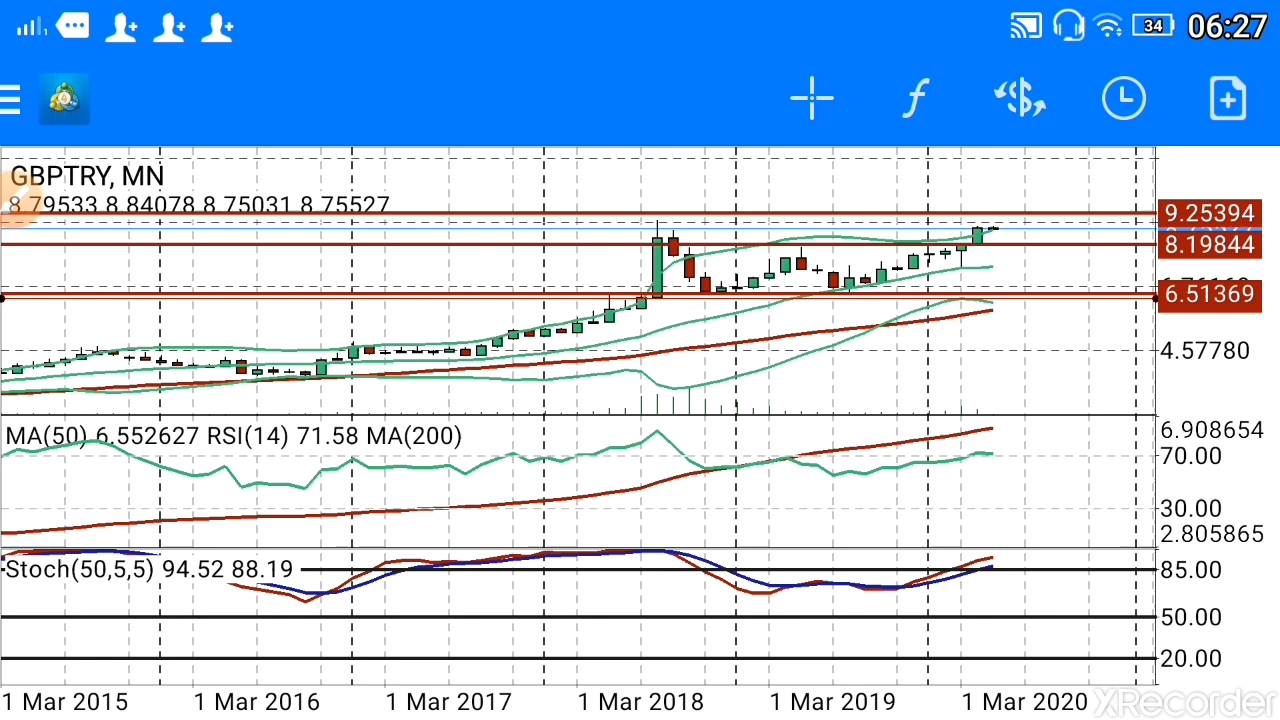 34 06:27
f
GBPTRY, MN
8.79533 8.84078 8.75031 8.75527
9.25394
8.19844
6.51369
4.57780
MA(50) 6.552627 RSI(14) 71.58 MA(200)
6.908654
70.00
30.00
2.805865
Stoch(50,5,5) 94.52 88.19
85.00
50.00
20.00
1 Mar 2015 1 Mar 2016 1 Mar 2017 1 Mar 2018 1 Mar 2019 1 Mar 2020
XRecorder